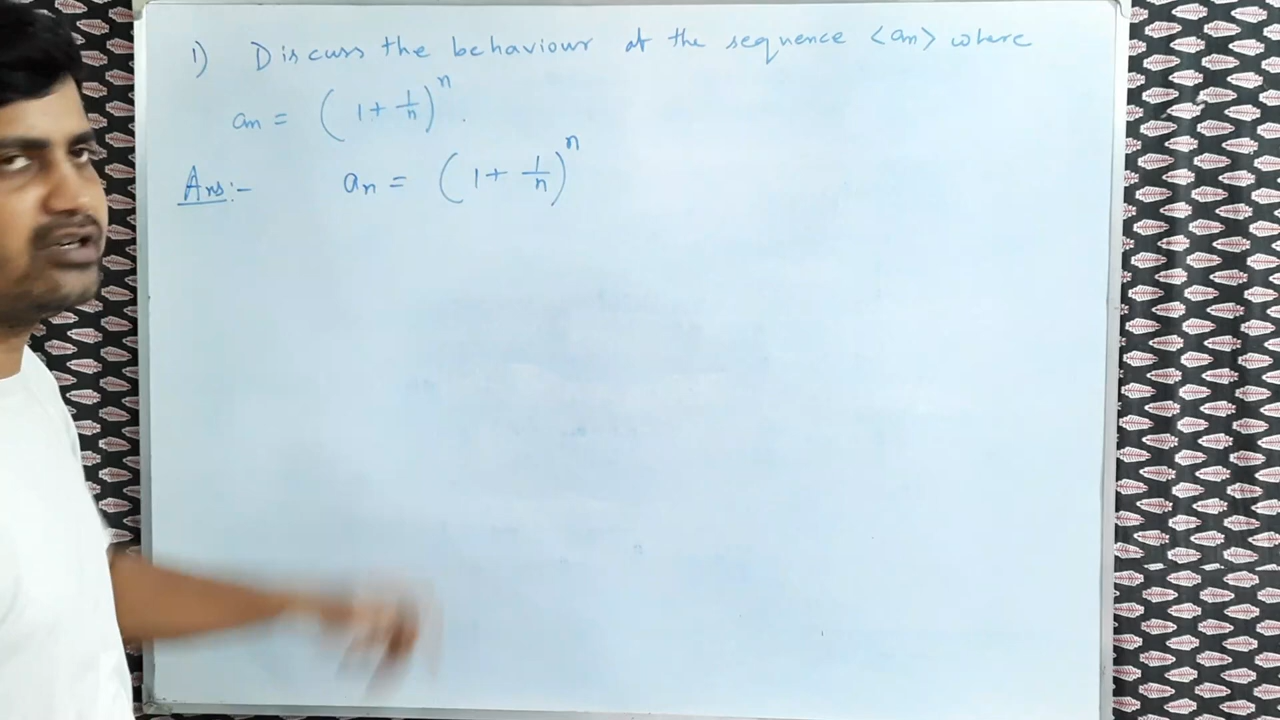 1) Discuss the behaviour of the sequence <an> where
an = (1 + 1/n)^n.
Ans:- an = (1 + 1/n)^n